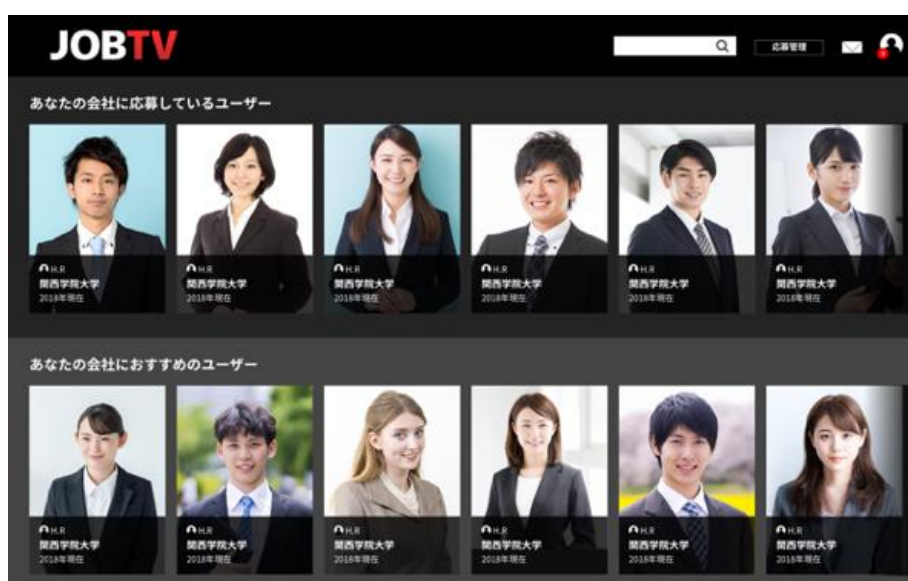 JOBTV
応募管理
あなたの会社に応募しているユーザー
H.R
関西学院大学
2018年現在
H.R
関西学院大学
2018年現在
H.R
関西学院大学
2018年現在
H.R
関西学院大学
2018年現在
H.R
関西学院大学
2018年現在
H.R
関西学院大学
2018年現在
あなたの会社におすすめのユーザー
H.R
関西学院大学
2018年現在
H.R
関西学院大学
2018年現在
H.R
関西学院大学
2018年現在
H.R
関西学院大学
2018年現在
H.R
関西学院大学
2018年現在
H.R
関西学院大学
2018年現在